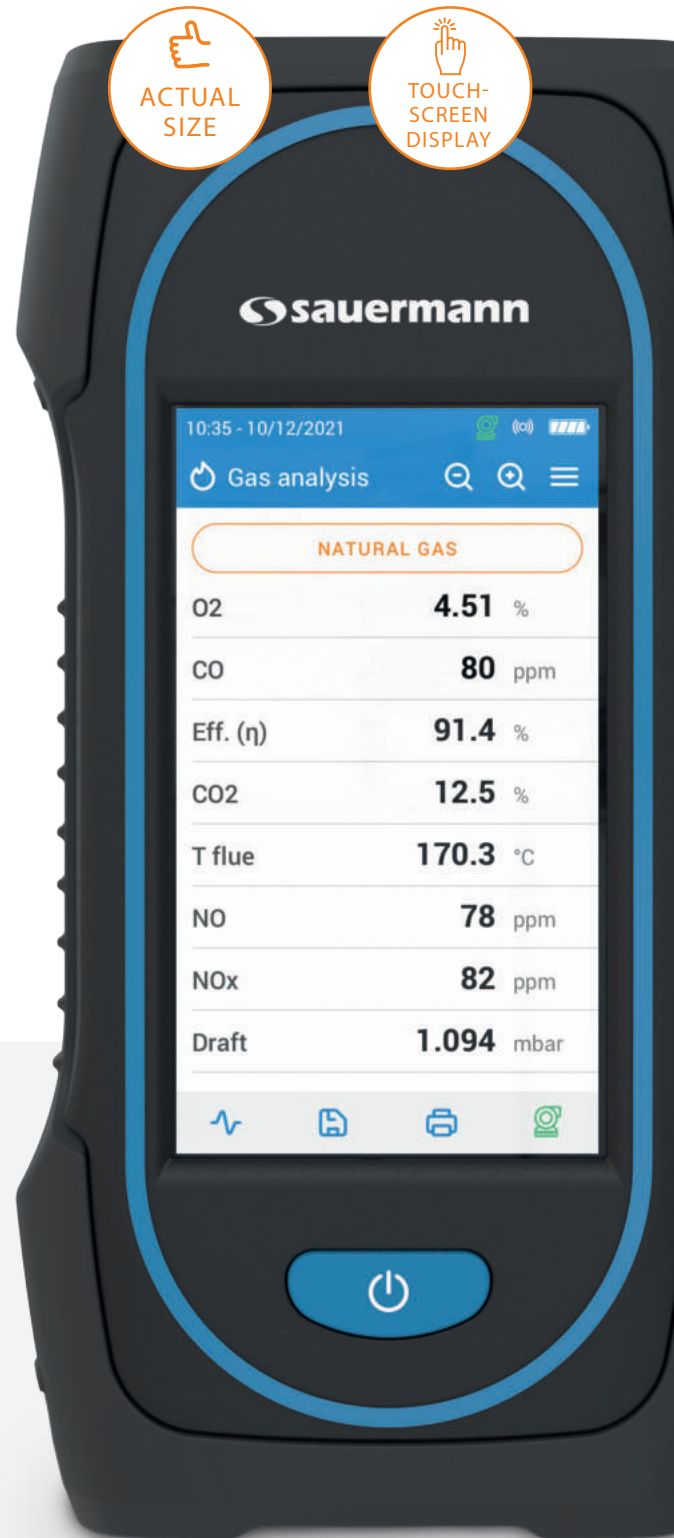 ACTUAL
SIZE
TOUCH-
SCREEN
DISPLAY
sauermann
10:35 - 10/12/2021
Gas analysis
NATURAL GAS
O2 4.51 %
CO 80 ppm
Eff. (η) 91.4 %
CO2 12.5 %
T flue 170.3 °C
NO 78 ppm
NOx 82 ppm
Draft 1.094 mbar